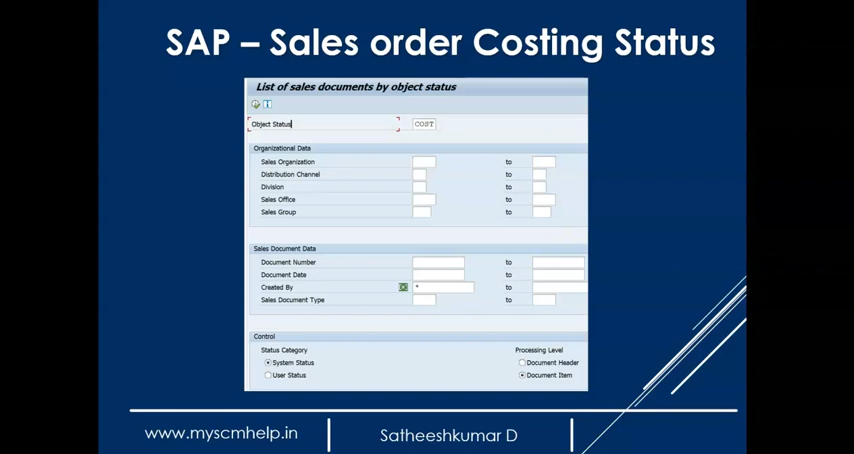 SAP – Sales order Costing Status
List of sales documents by object status
Object Status COST
Organizational Data
Sales Organization to
Distribution Channel to
Division to
Sales Office to
Sales Group to
Sales Document Data
Document Number to
Document Date to
Created By * to
Sales Document Type to
Control
Status Category Processing Level
System Status Document Header
User Status Document Item
www.myscmhelp.in Satheeshkumar D